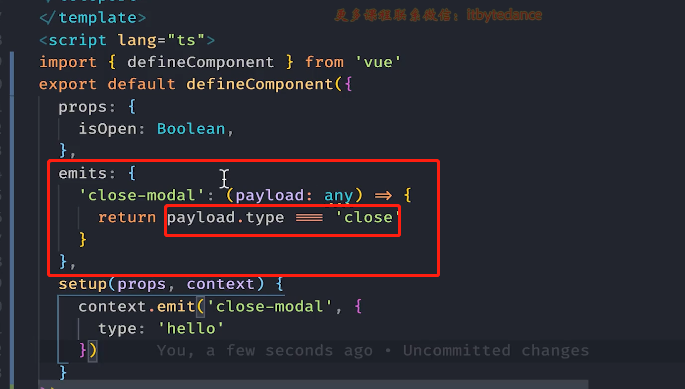 </template>
更多课程联系微信：itbytedance
<script lang="ts">
import { defineComponent } from 'vue'
export default defineComponent({
props: {
isOpen: Boolean,
},
emits: {
'close-modal': (payload: any) => {
return payload.type === 'close'
}
},
setup(props, context) {
context.emit('close-modal', {
type: 'hello'
})
You, a few seconds ago • Uncommitted changes
}